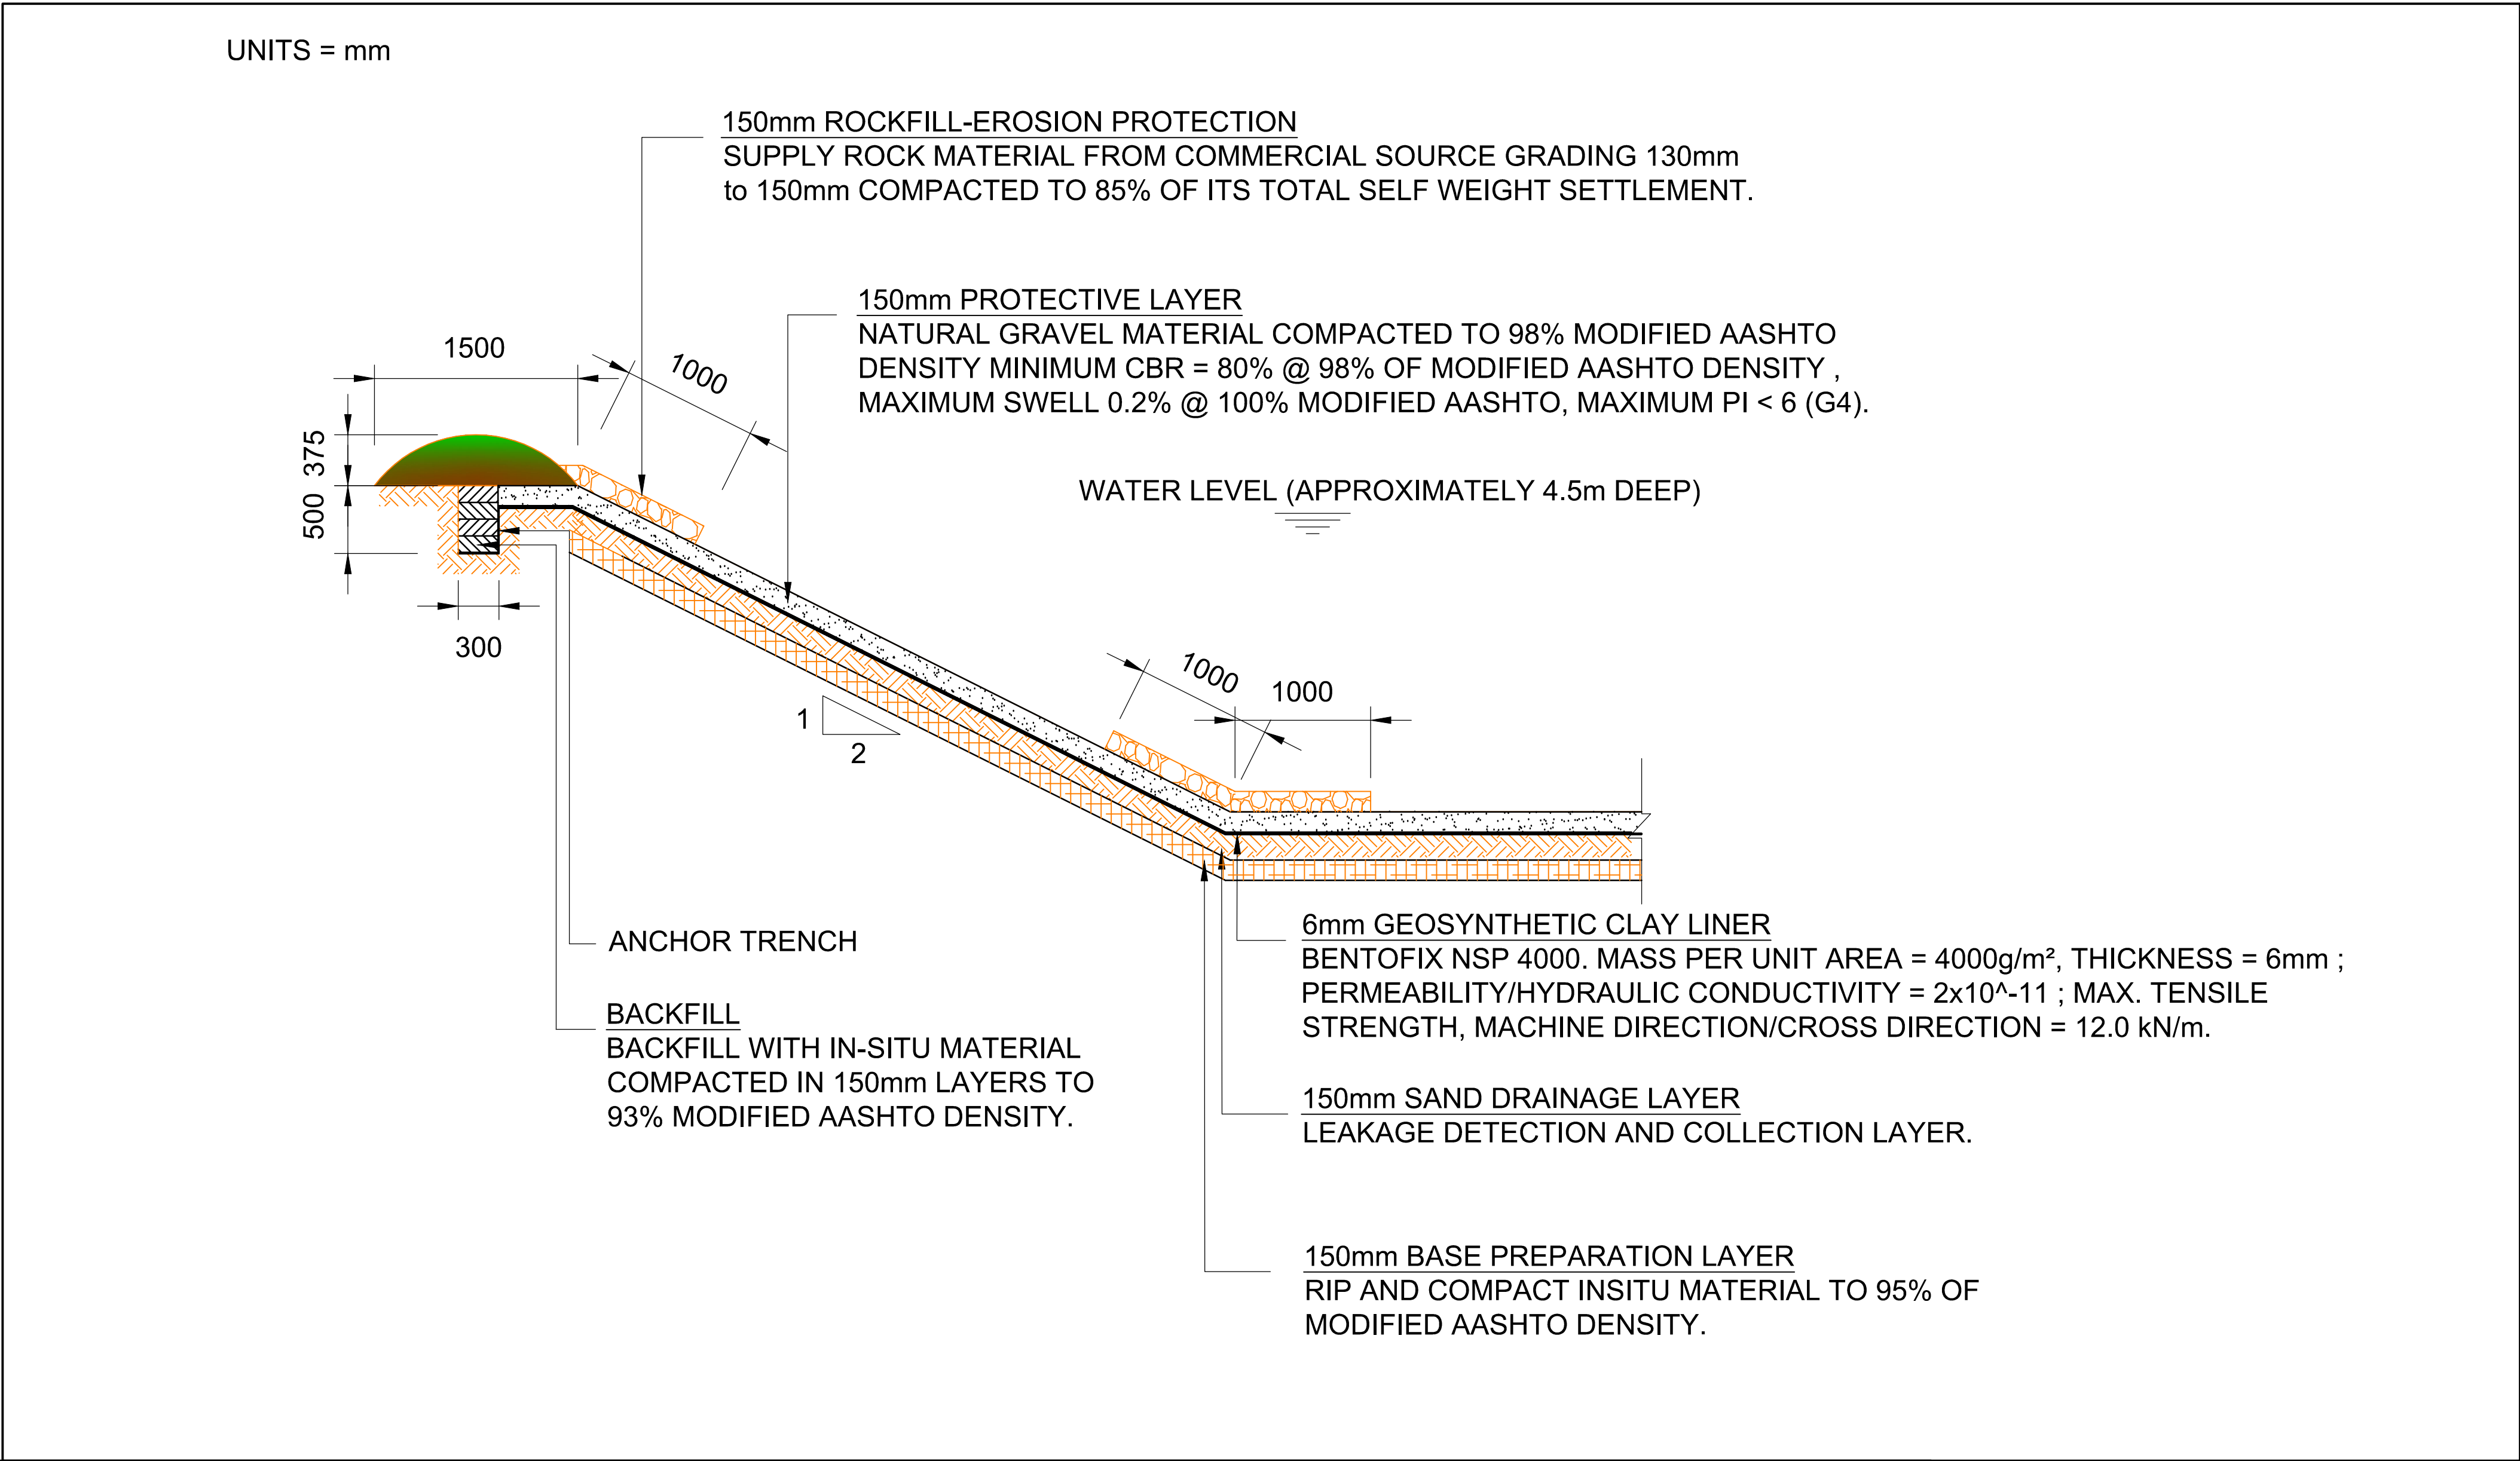 UNITS = mm
150mm ROCKFILL-EROSION PROTECTION
SUPPLY ROCK MATERIAL FROM COMMERCIAL SOURCE GRADING 130mm
to 150mm COMPACTED TO 85% OF ITS TOTAL SELF WEIGHT SETTLEMENT.
150mm PROTECTIVE LAYER
NATURAL GRAVEL MATERIAL COMPACTED TO 98% MODIFIED AASHTO
DENSITY MINIMUM CBR = 80% @ 98% OF MODIFIED AASHTO DENSITY ,
MAXIMUM SWELL 0.2% @ 100% MODIFIED AASHTO, MAXIMUM PI < 6 (G4).
1500
1000
375
500
300
WATER LEVEL (APPROXIMATELY 4.5m DEEP)
1000
1000
1
2
ANCHOR TRENCH
BACKFILL
BACKFILL WITH IN-SITU MATERIAL
COMPACTED IN 150mm LAYERS TO
93% MODIFIED AASHTO DENSITY.
6mm GEOSYNTHETIC CLAY LINER
BENTOFIX NSP 4000. MASS PER UNIT AREA = 4000g/m², THICKNESS = 6mm ;
PERMEABILITY/HYDRAULIC CONDUCTIVITY = 2x10^-11 ; MAX. TENSILE
STRENGTH, MACHINE DIRECTION/CROSS DIRECTION = 12.0 kN/m.
150mm SAND DRAINAGE LAYER
LEAKAGE DETECTION AND COLLECTION LAYER.
150mm BASE PREPARATION LAYER
RIP AND COMPACT INSITU MATERIAL TO 95% OF
MODIFIED AASHTO DENSITY.